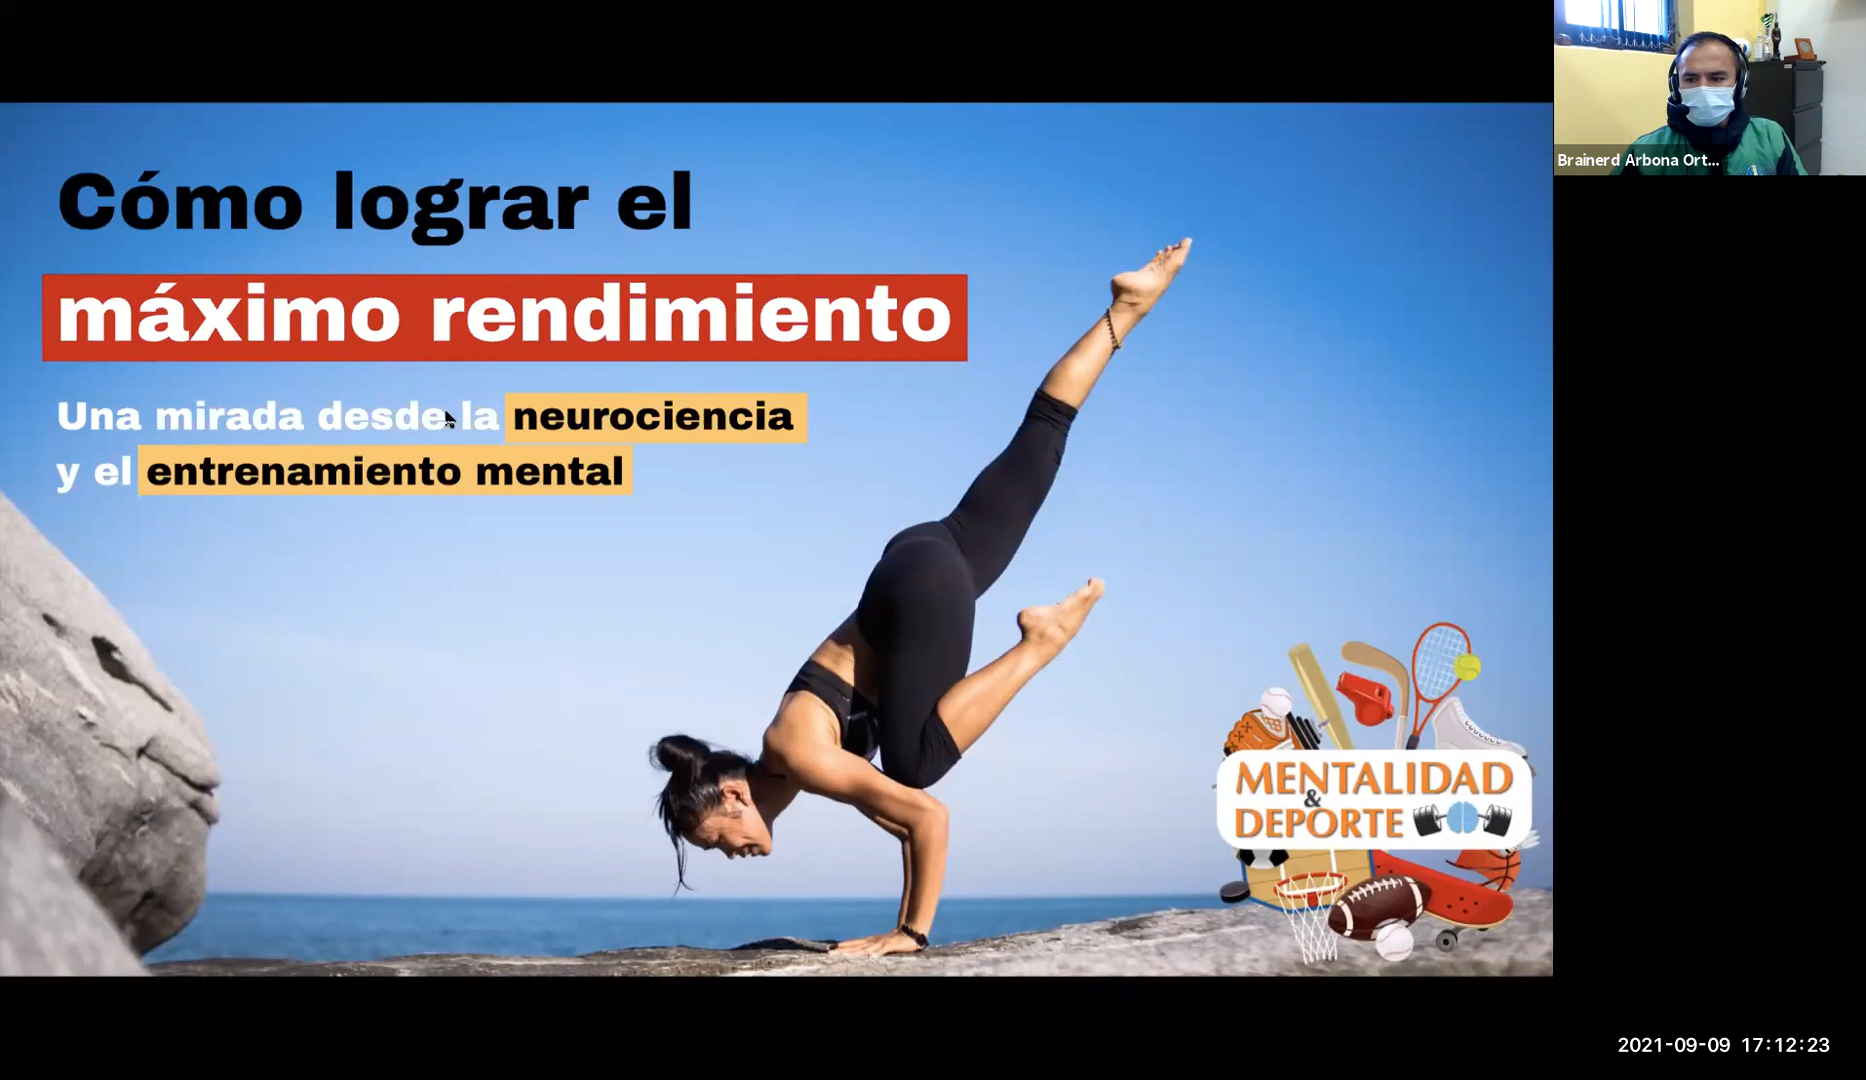 Cómo lograr el
máximo rendimiento
Una mirada desde la neurociencia
y el entrenamiento mental
MENTALIDAD
&
DEPORTE
Brainerd Arbona Ort...
2021-09-09 17:12:23